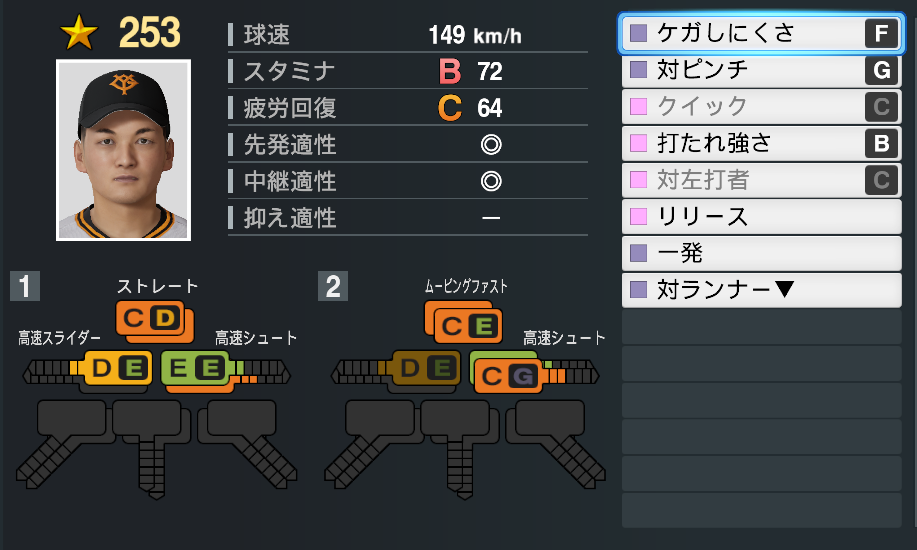 253
球速 149 km/h
スタミナ B 72
疲労回復 C 64
先発適性 ◎
中継適性 ◎
抑え適性 －
ケガしにくさ F
対ピンチ G
クイック C
打たれ強さ B
対左打者 C
リリース
一発
対ランナー▼
1
ストレート
C D
高速スライダー
D E
高速シュート
E E
2
ムービングファスト
C E
D E
高速シュート
C G